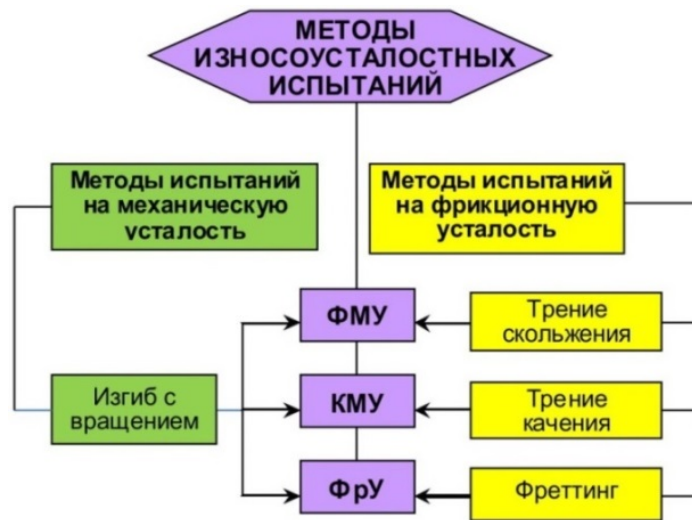 МЕТОДЫ
ИЗНОСОУСТАЛОСТНЫХ
ИСПЫТАНИЙ
Методы испытаний
на механическую
усталость
Методы испытаний
на фрикционную
усталость
ФМУ
Трение
скольжения
Изгиб с
вращением
КМУ
Трение
качения
ФрУ
Фреттинг